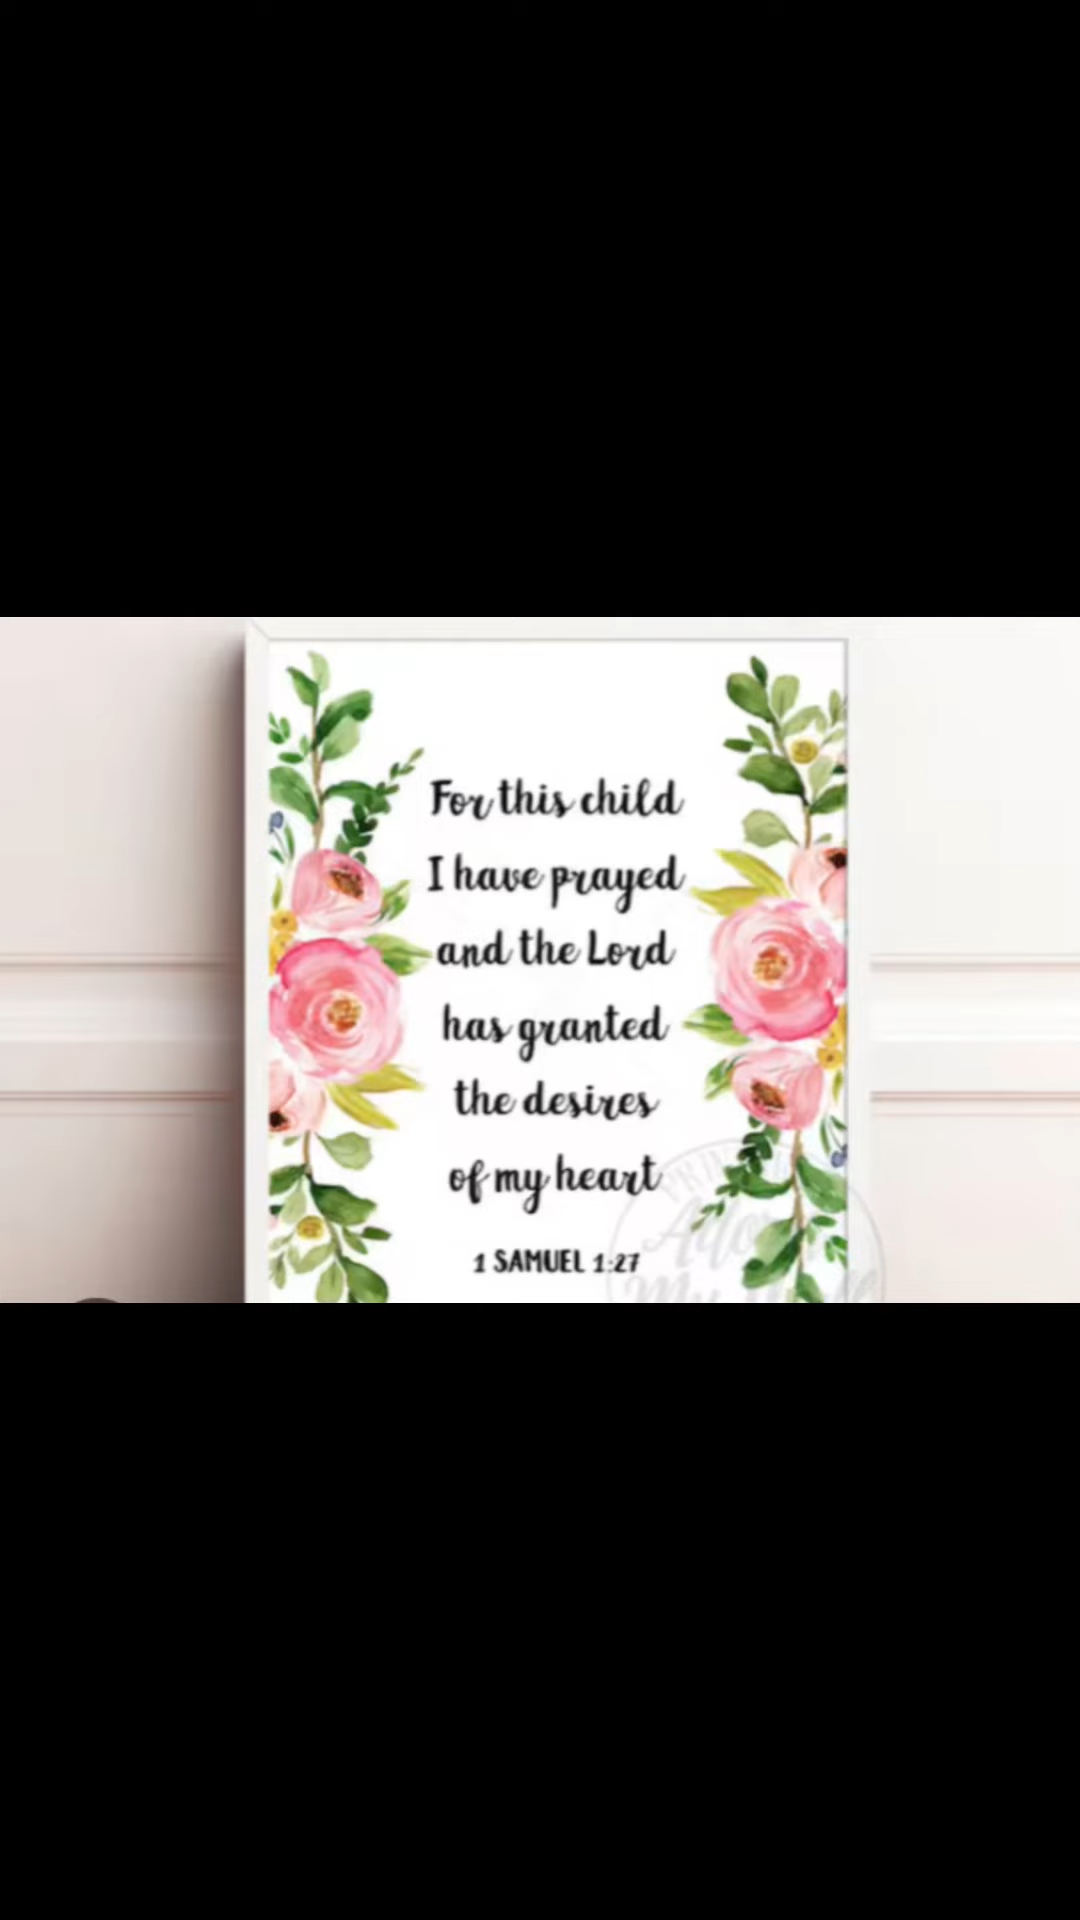 For this child
I have prayed
and the Lord
has granted
the desires
of my heart
1 SAMUEL 1:27
My